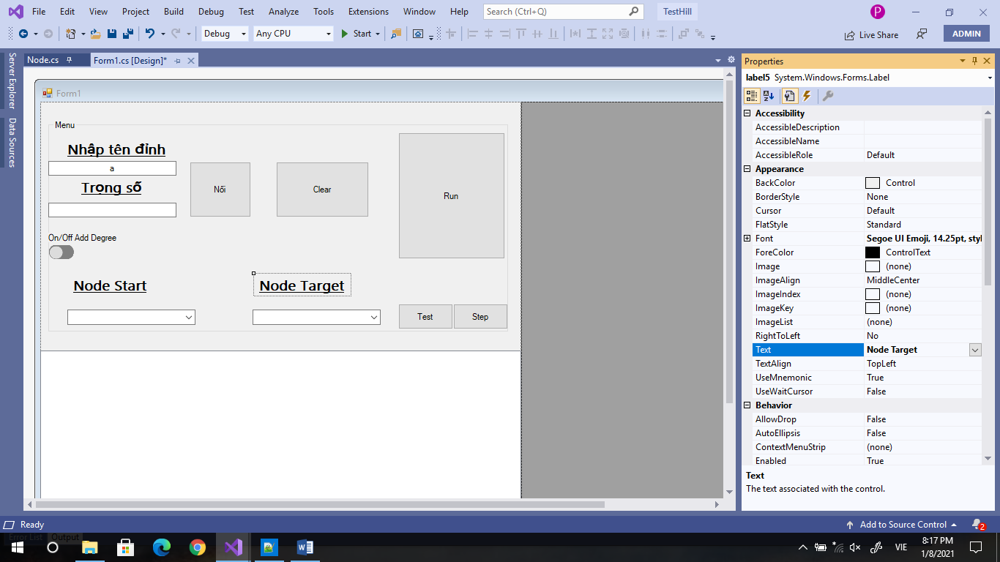 File Edit View Project Build Debug Test Analyze Tools Extensions Window Help Search (Ctrl+Q) TestHill P
Debug Any CPU Start Live Share ADMIN
Server Explorer
Data Sources
Node.cs Form1.cs [Design]*
Form1
Menu
Nhập tên đỉnh
a
Trọng số
Nối
Clear
Run
On/Off Add Degree
Node Start
Node Target
Test
Step
Properties
label5 System.Windows.Forms.Label
Accessibility
AccessibleDescription
AccessibleName
AccessibleRole Default
Appearance
BackColor Control
BorderStyle None
Cursor Default
FlatStyle Standard
Font Segoe UI Emoji, 14.25pt, styl
ForeColor ControlText
Image (none)
ImageAlign MiddleCenter
ImageIndex (none)
ImageKey (none)
ImageList (none)
RightToLeft No
Text Node Target
TextAlign TopLeft
UseMnemonic True
UseWaitCursor False
Behavior
AllowDrop False
AutoEllipsis False
ContextMenuStrip (none)
Enabled True
Text
The text associated with the control.
Ready Add to Source Control 2
Error List Output
VIE
8:17 PM
1/8/2021